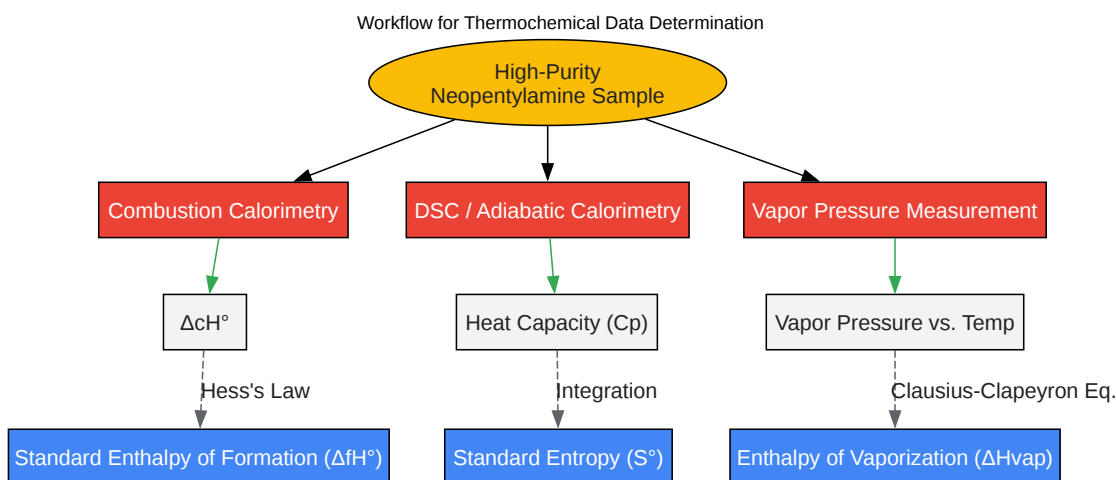 Workflow for Thermochemical Data Determination
High-Purity
Neopentylamine Sample
Combustion Calorimetry
DSC / Adiabatic Calorimetry
Vapor Pressure Measurement
ΔcH°
Heat Capacity (Cp)
Vapor Pressure vs. Temp
Hess's Law
Integration
Clausius-Clapeyron Eq.
Standard Enthalpy of Formation (ΔfH°)
Standard Entropy (S°)
Enthalpy of Vaporization (ΔHvap)